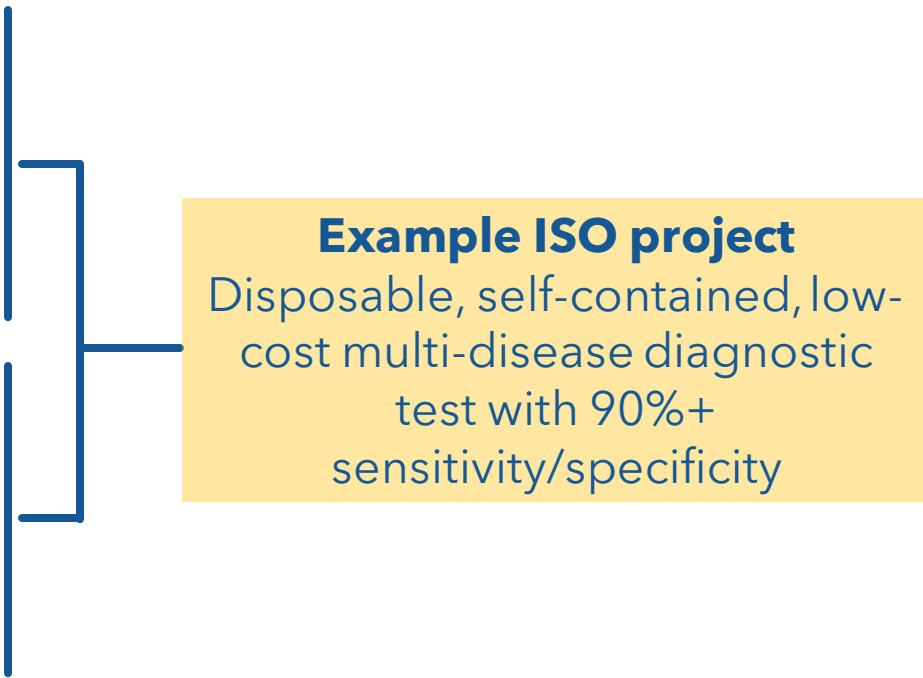 Example ISO project
Disposable, self-contained, low-
cost multi-disease diagnostic
test with 90%+
sensitivity/specificity